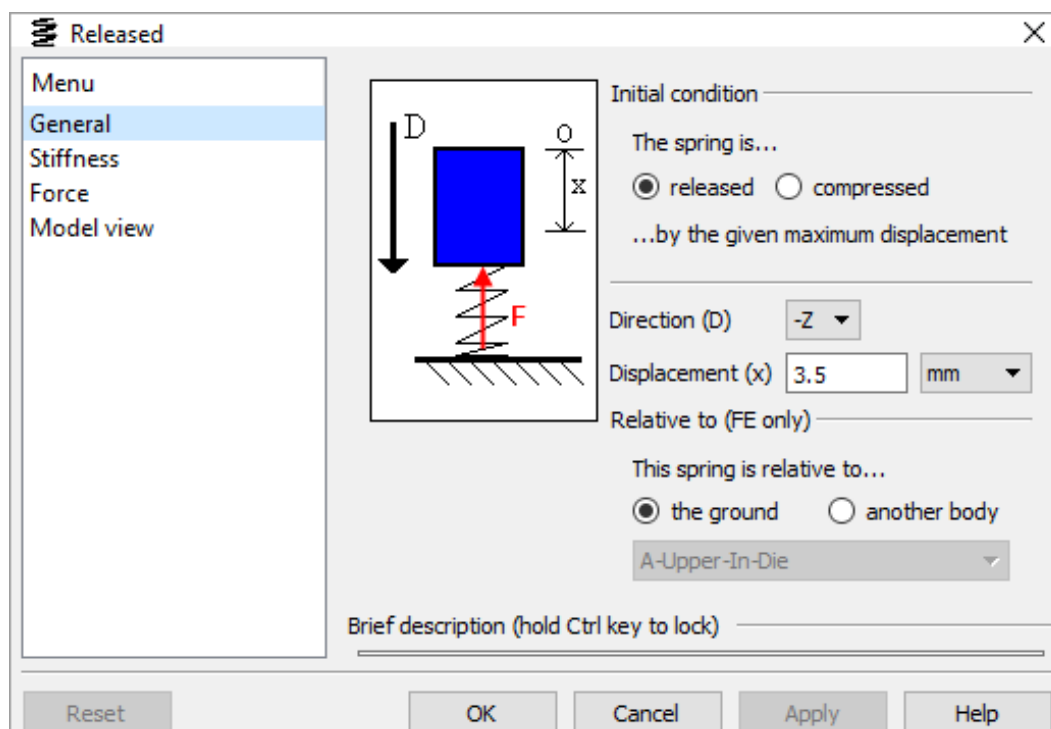 Released
Menu
General
Stiffness
Force
Model view
D
O
x
F
Initial condition
The spring is...
released compressed
...by the given maximum displacement
Direction (D) -Z
Displacement (x) 3.5 mm
Relative to (FE only)
This spring is relative to...
the ground another body
A-Upper-In-Die
Brief description (hold Ctrl key to lock)
Reset OK Cancel Apply Help